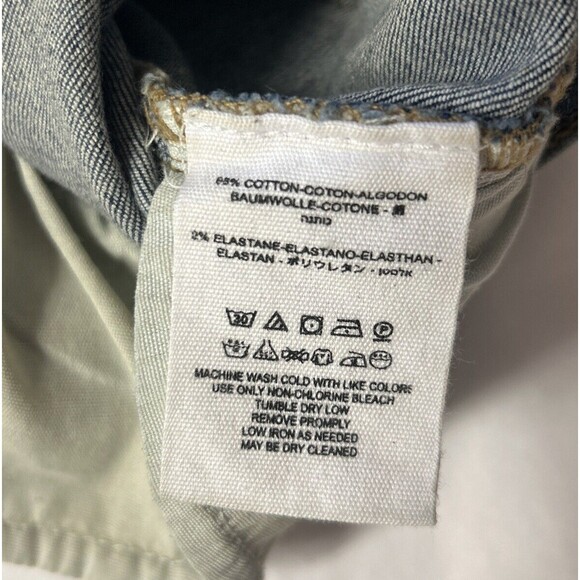 % COTTON-COTON-ALGODON
BAUMWOLLE-COTONE - 綿
כותנה
2% ELASTANE-ELASTANO-ELASTHAN -
ELASTAN - ポリウレタン - אלסטן
30 P
MACHINE WASH COLD WITH LIKE COLORS
USE ONLY NON-CHLORINE BLEACH
TUMBLE DRY LOW
REMOVE PROMPLY
LOW IRON AS NEEDED
MAY BE DRY CLEANED